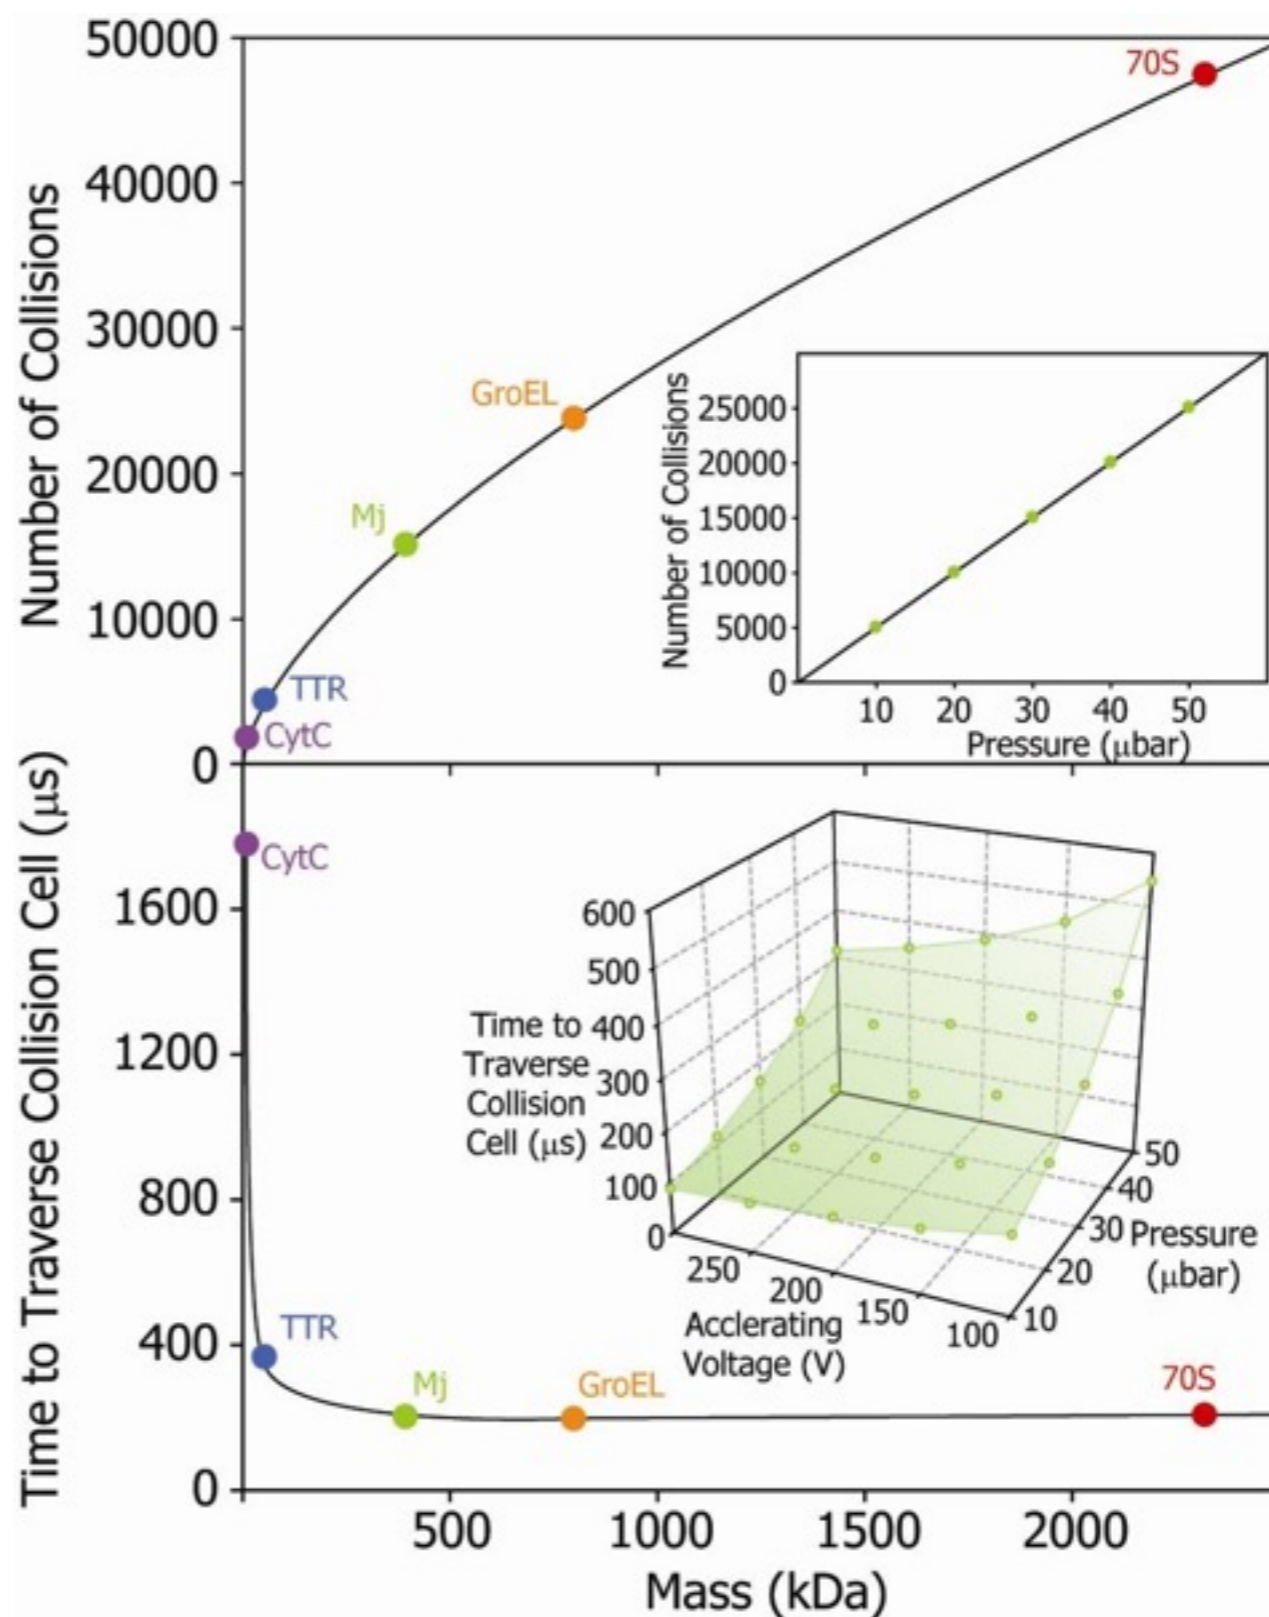 50000
40000
30000
20000
10000
0
Number of Collisions
70S
GroEL
Mj
TTR
CytC
25000
20000
15000
10000
5000
0
Number of Collisions
10 20 30 40 50
Pressure (μbar)
1600
1200
800
400
0
Time to Traverse Collision Cell (μs)
CytC
TTR
Mj
GroEL
70S
600
500
400
300
200
100
0
Time to
Traverse
Collision
Cell (μs)
250
200
150
100
Acclerating
Voltage (V)
50
40
30
20
10
Pressure
(μbar)
500 1000 1500 2000
Mass (kDa)